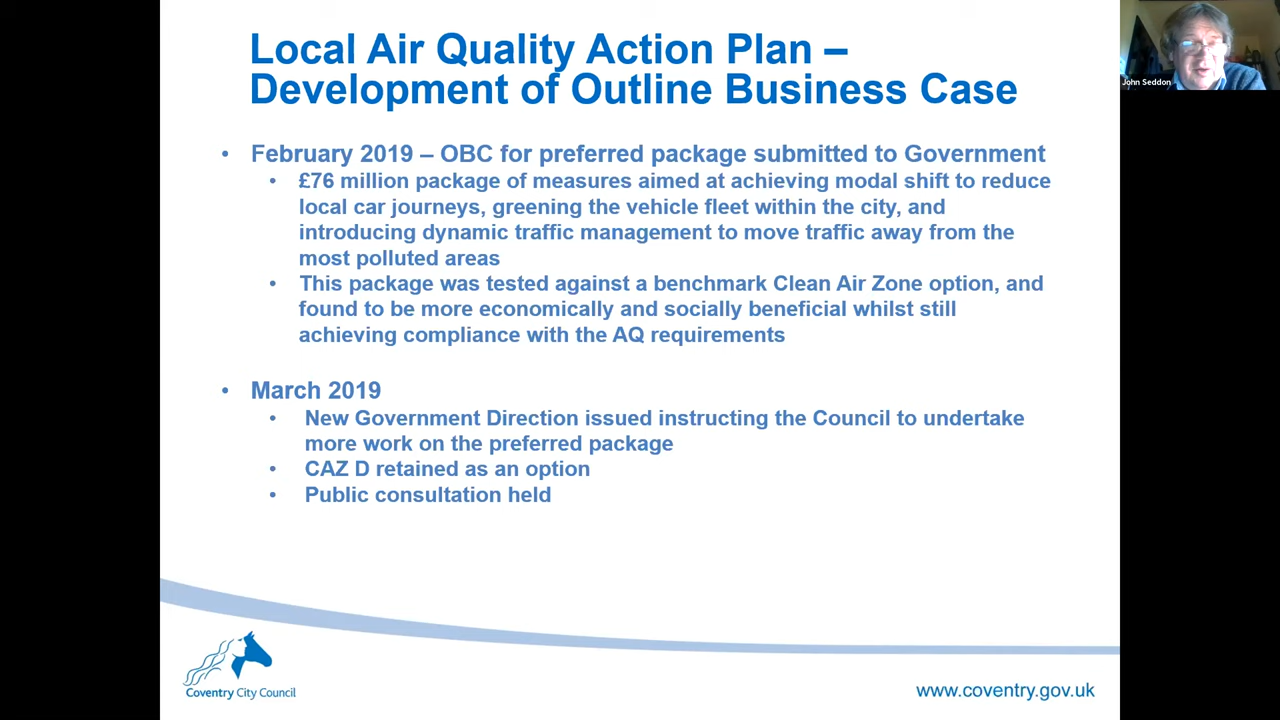 Local Air Quality Action Plan –
Development of Outline Business Case
• February 2019 – OBC for preferred package submitted to Government
• £76 million package of measures aimed at achieving modal shift to reduce
local car journeys, greening the vehicle fleet within the city, and
introducing dynamic traffic management to move traffic away from the
most polluted areas
• This package was tested against a benchmark Clean Air Zone option, and
found to be more economically and socially beneficial whilst still
achieving compliance with the AQ requirements
• March 2019
• New Government Direction issued instructing the Council to undertake
more work on the preferred package
• CAZ D retained as an option
• Public consultation held
Coventry City Council
www.coventry.gov.uk
John Seddon